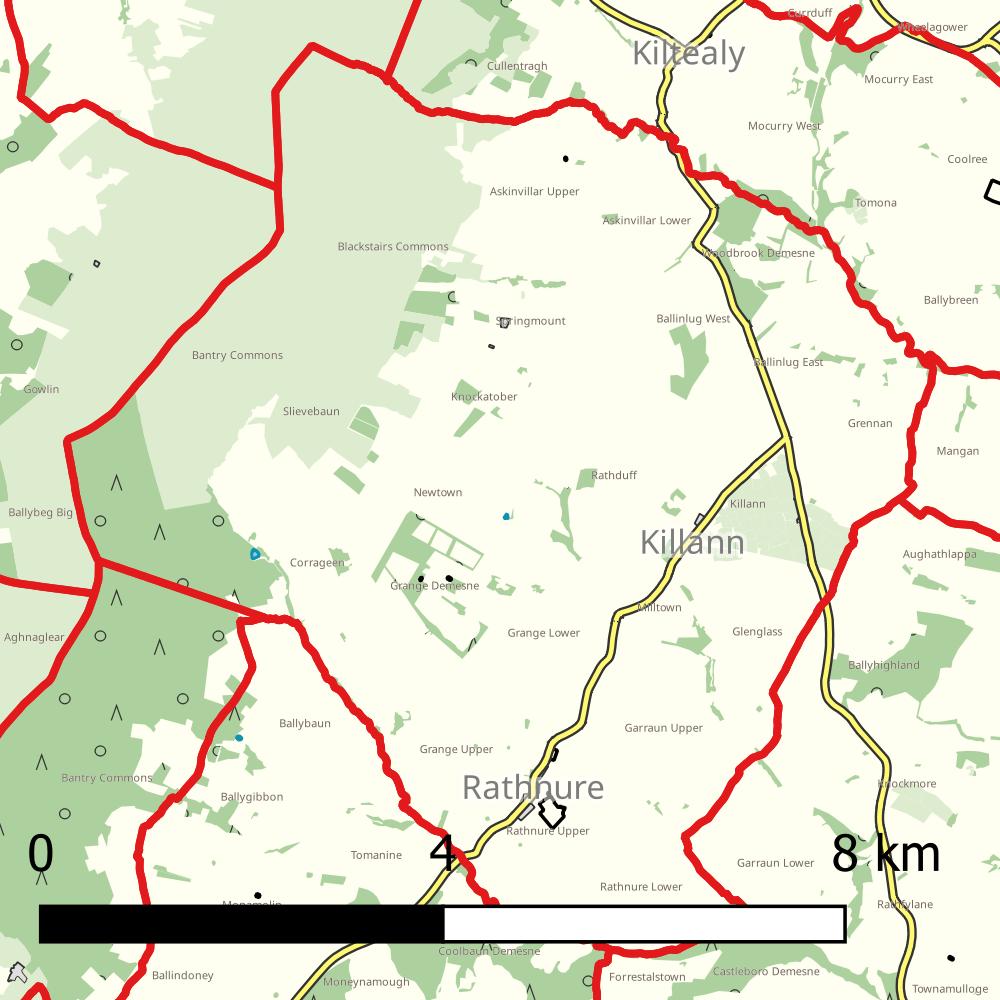 Currduff
Wheelagower
Kiltealy
Cullentragh
Mocurry East
Mocurry West
Coolree
Askinvillar Upper
Tomona
Askinvillar Lower
Blackstairs Commons
Woodbrook Demesne
Ballybreen
Springmount
Ballinlug West
Bantry Commons
Ballinlug East
Gowlin
Knockatober
Slievebaun
Grennan
Mangan
Rathduff
Newtown
Killann
Ballybeg Big
Killann
Aughathlappa
Corrageen
Grange Demesne
Milltown
Aghnaglear
Grange Lower
Glenglass
Ballyhighland
Ballybaun
Garraun Upper
Grange Upper
Bantry Commons
Knockmore
Rathnure
Ballygibbon
Rathnure Upper
0 4 8 km
Tomanine
Garraun Lower
Rathnure Lower
Monamolin
Rathfylane
Coolbaun Demesne
Ballindoney
Forrestalstown
Castleboro Demesne
Moneynamough
Townamulloge